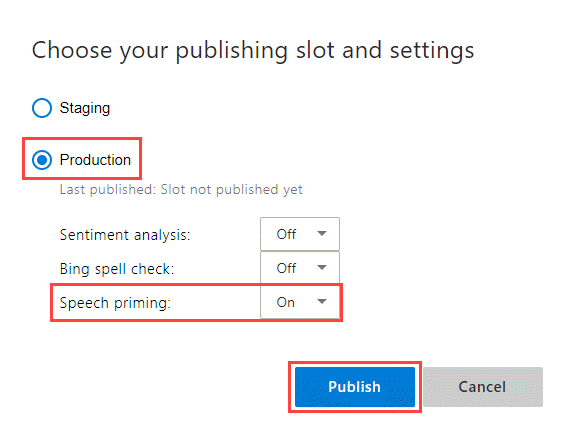 Choose your publishing slot and settings
Staging
Production
Last published: Slot not published yet
Sentiment analysis: Off
Bing spell check: Off
Speech priming: On
Publish Cancel